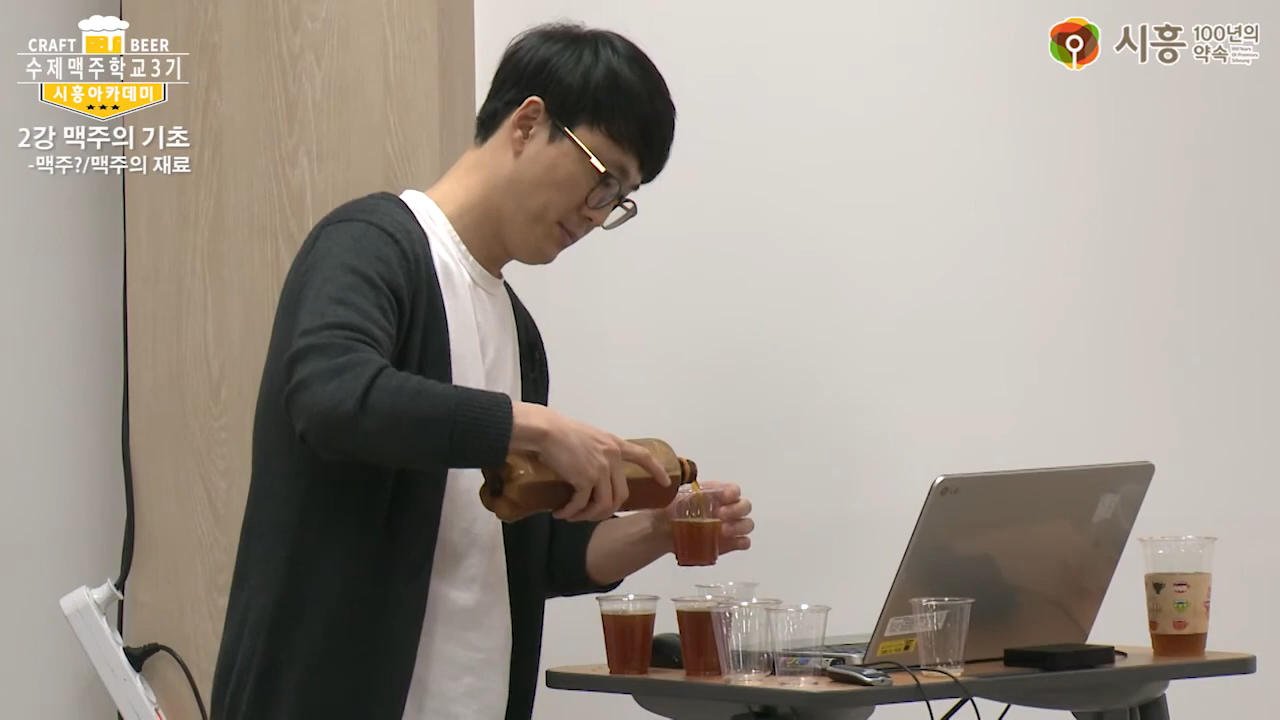 CRAFT BEER
수제맥주학교3기
시흥아카데미
2강 맥주의 기초
-맥주?/맥주의 재료
시흥 100년의
약속
LG